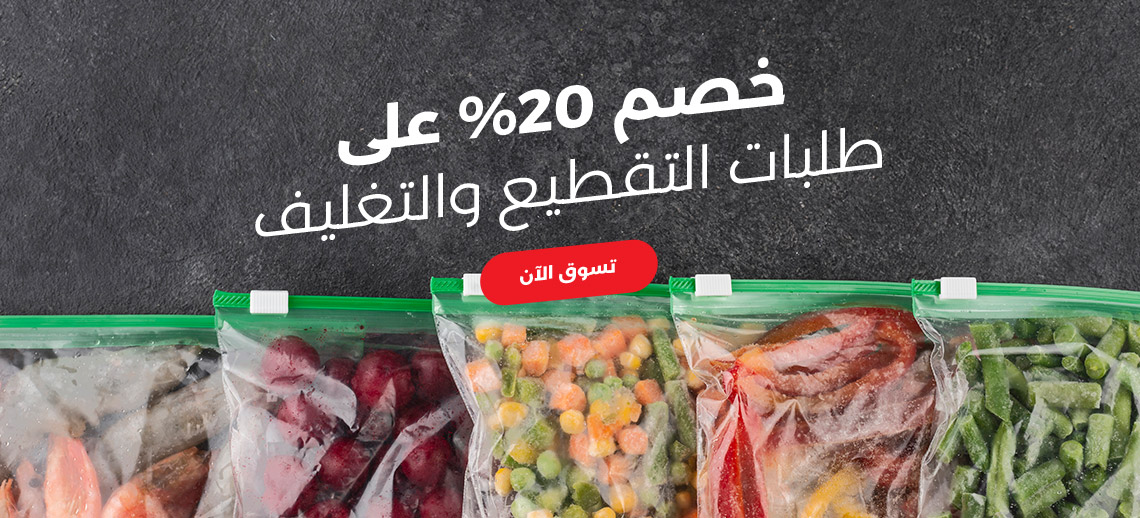 خصم 20% على
طلبات التقطيع والتغليف
تسوق الآن